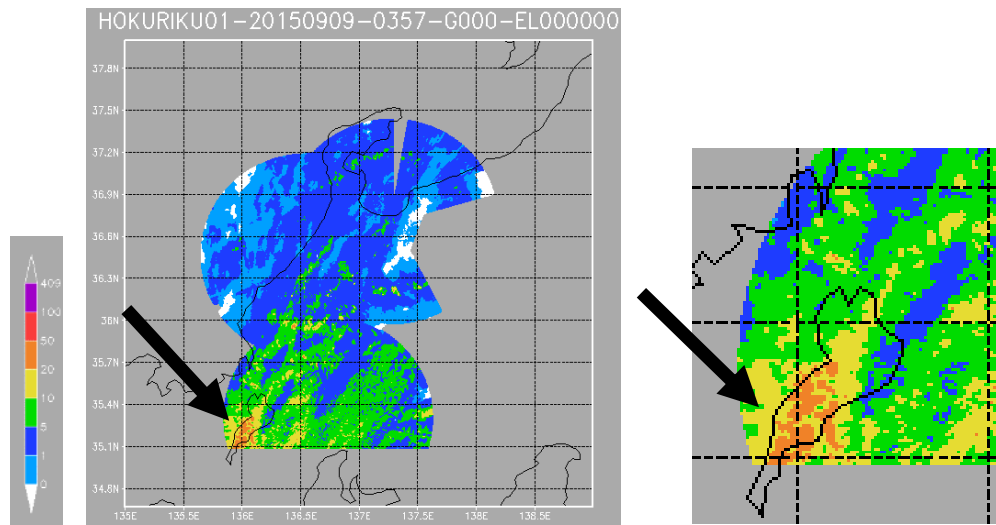 HOKURIKU01-20150909-0357-G000-EL000000
37.8N
37.5N
37.2N
36.9N
36.6N
36.3N
36N
35.7N
35.4N
35.1N
34.8N
135E 135.5E 136E 136.5E 137E 137.5E 138E 138.5E
409
100
50
20
10
5
1
0